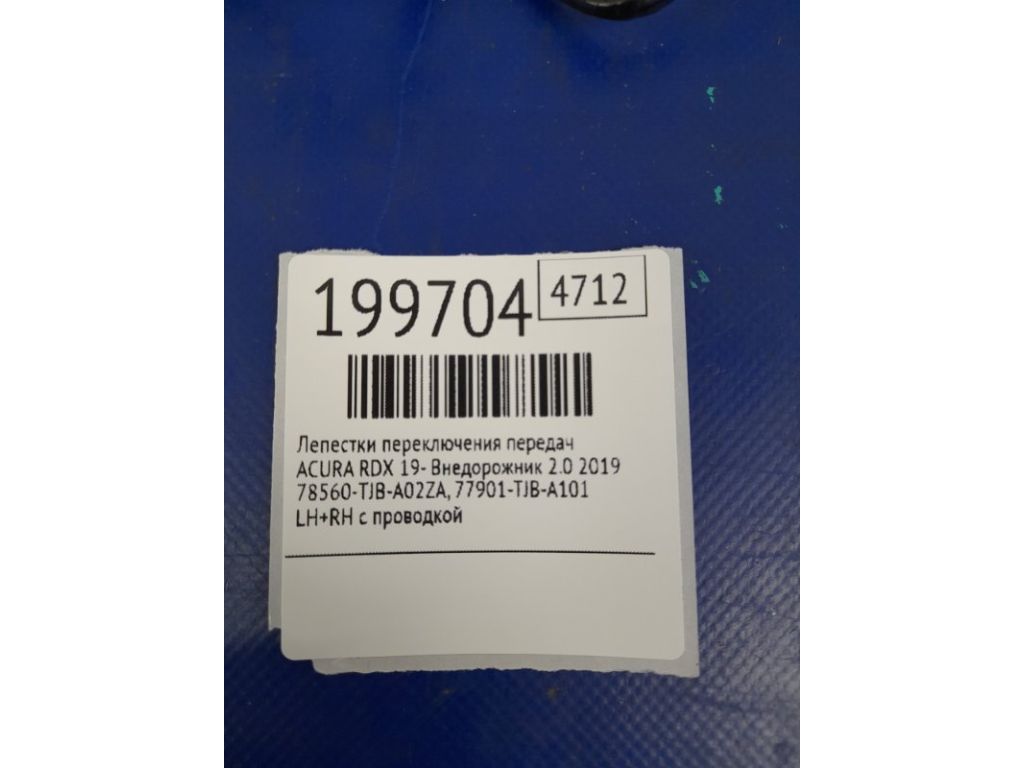 199704 4712
Лепестки переключения передач
ACURA RDX 19- Внедорожник 2.0 2019
78560-TJB-A02ZA, 77901-TJB-A101
LH+RH с проводкой